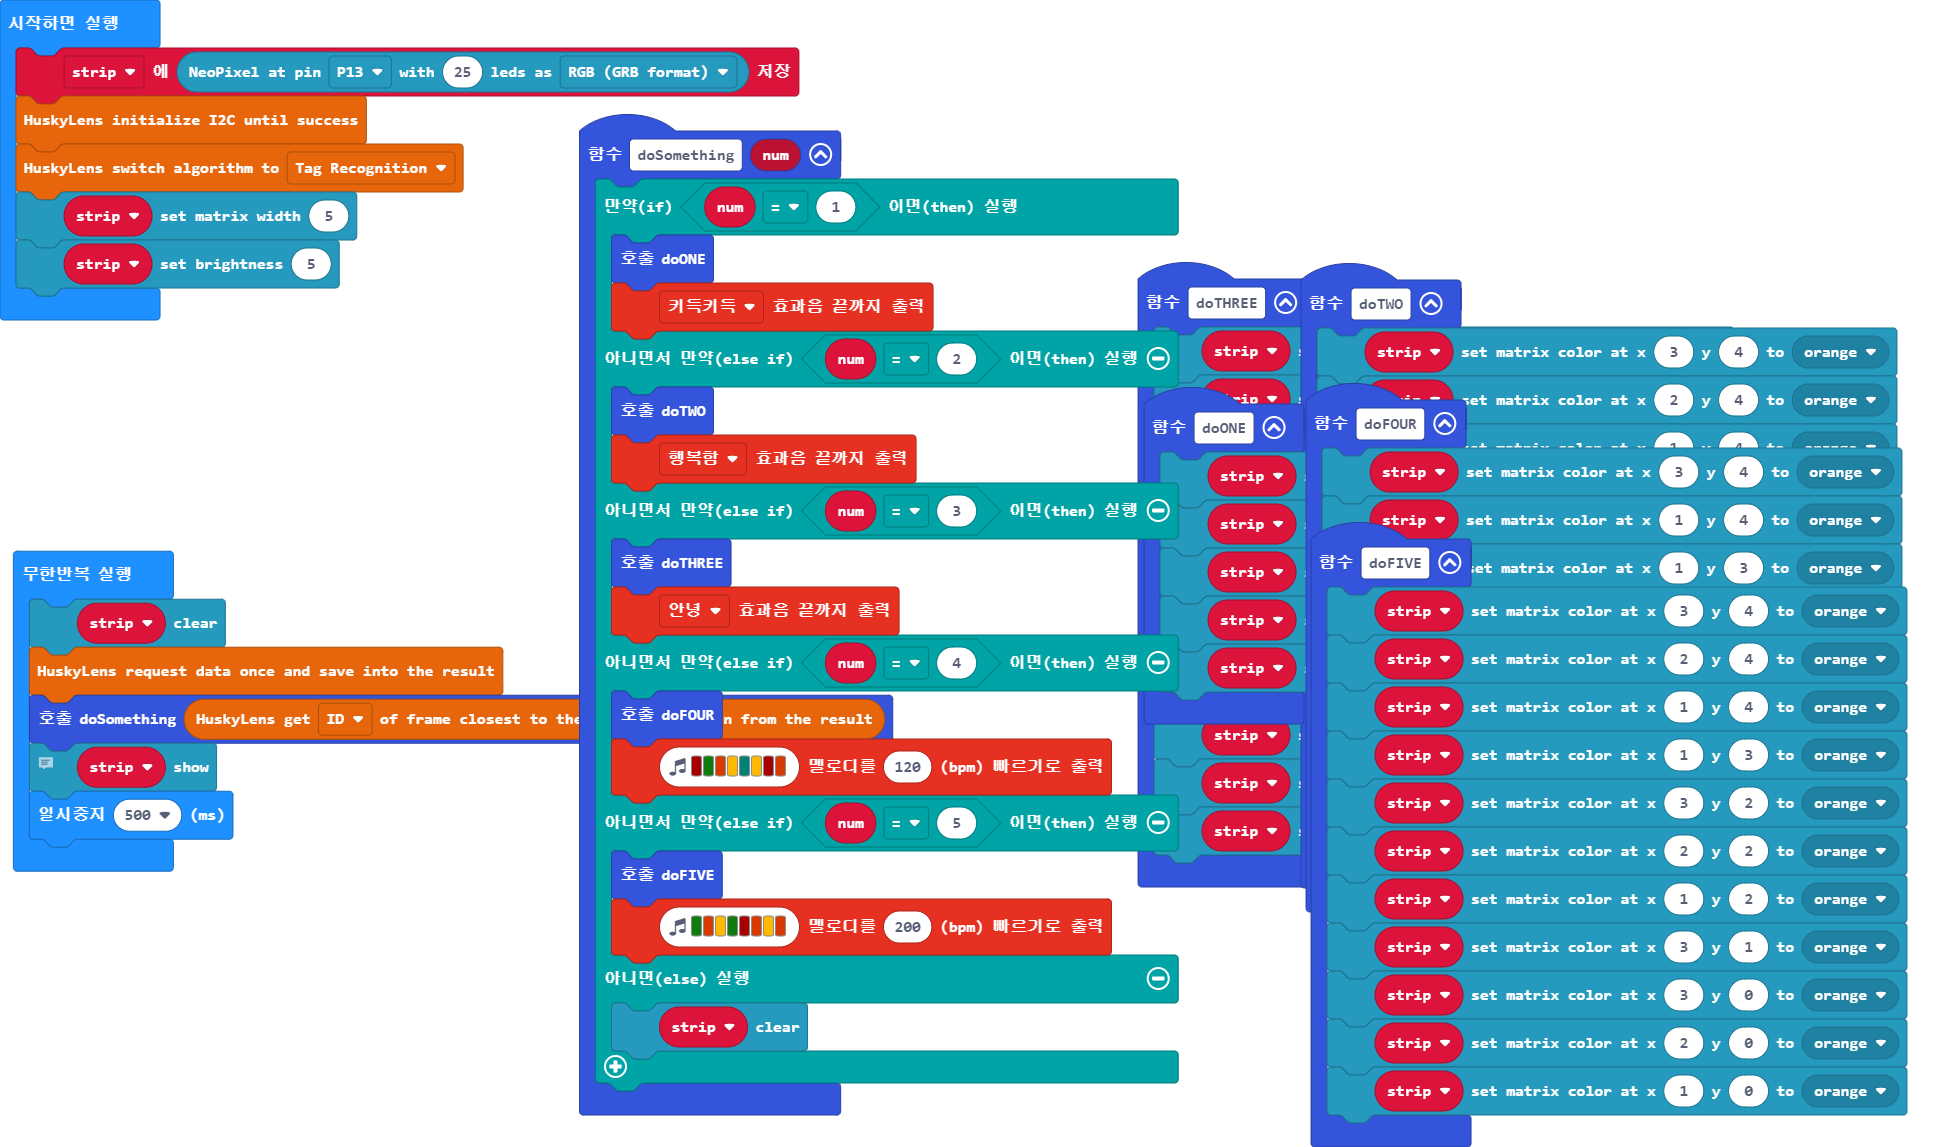 시작하면 실행
strip 에 NeoPixel at pin P13 with 25 leds as RGB (GRB format) 저장
HuskyLens initialize I2C until success
HuskyLens switch algorithm to Tag Recognition
strip set matrix width 5
strip set brightness 5
무한반복 실행
strip clear
HuskyLens request data once and save into the result
호출 doSomething HuskyLens get ID of frame closest to the n from the result
strip show
일시중지 500 (ms)
함수 doSomething num
만약(if) num = 1 이면(then) 실행
호출 doONE
키득키득 효과음 끝까지 출력
아니면서 만약(else if) num = 2 이면(then) 실행
호출 doTWO
행복함 효과음 끝까지 출력
아니면서 만약(else if) num = 3 이면(then) 실행
호출 doTHREE
안녕 효과음 끝까지 출력
아니면서 만약(else if) num = 4 이면(then) 실행
호출 doFOUR
멜로디를 120 (bpm) 빠르기로 출력
아니면서 만약(else if) num = 5 이면(then) 실행
호출 doFIVE
멜로디를 200 (bpm) 빠르기로 출력
아니면(else) 실행
strip clear
함수 doTHREE
strip
strip
strip
strip
함수 doONE
strip
strip
strip
strip
strip
함수 doTWO
strip set matrix color at x 3 y 4 to orange
set matrix color at x 2 y 4 to orange
set matrix color at x 1 y 4 to orange
함수 doFOUR
strip set matrix color at x 3 y 4 to orange
strip set matrix color at x 1 y 4 to orange
set matrix color at x 1 y 3 to orange
함수 doFIVE
strip set matrix color at x 3 y 4 to orange
strip set matrix color at x 2 y 4 to orange
strip set matrix color at x 1 y 4 to orange
strip set matrix color at x 1 y 3 to orange
strip set matrix color at x 3 y 2 to orange
strip set matrix color at x 2 y 2 to orange
strip set matrix color at x 1 y 2 to orange
strip set matrix color at x 3 y 1 to orange
strip set matrix color at x 3 y 0 to orange
strip set matrix color at x 2 y 0 to orange
strip set matrix color at x 1 y 0 to orange